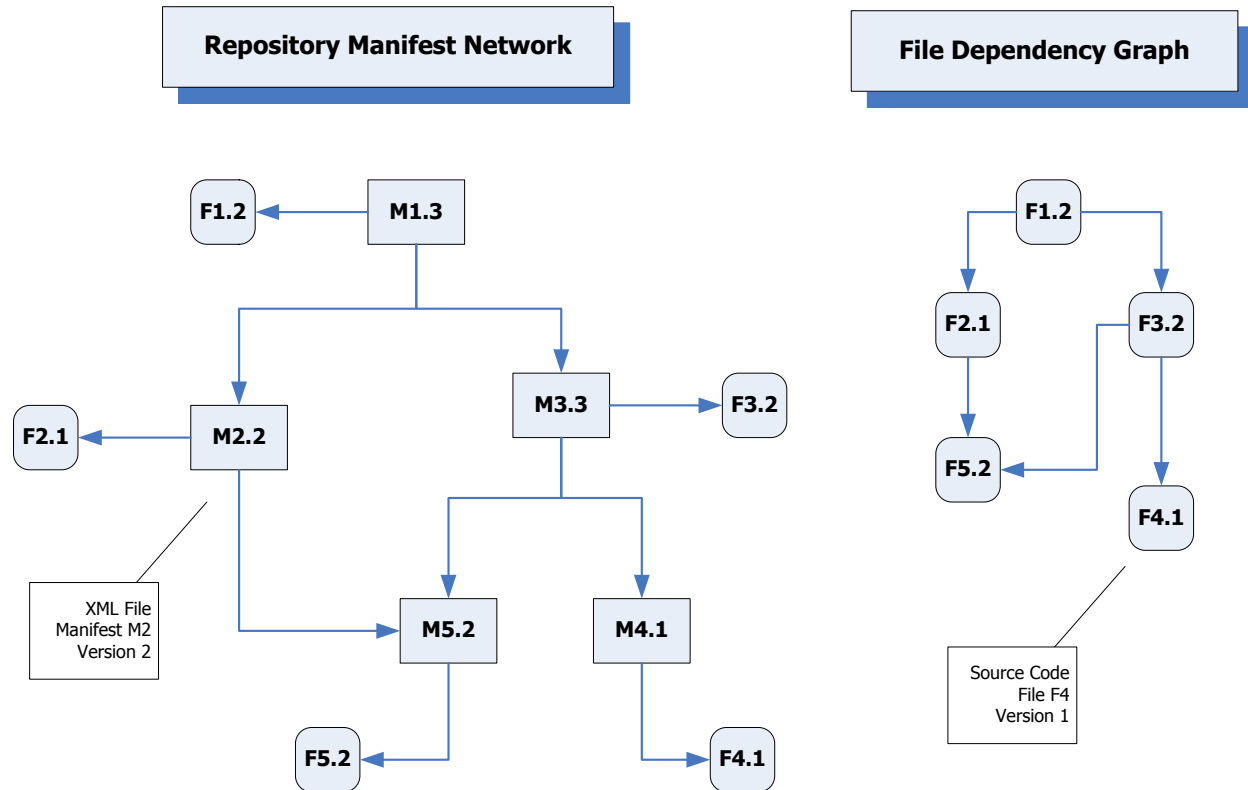 Repository Manifest Network
File Dependency Graph
F1.2
M1.3
F1.2
F2.1
F3.2
M3.3
F3.2
F2.1
M2.2
F5.2
F4.1
XML File
Manifest M2
Version 2
M5.2
M4.1
Source Code
File F4
Version 1
F5.2
F4.1